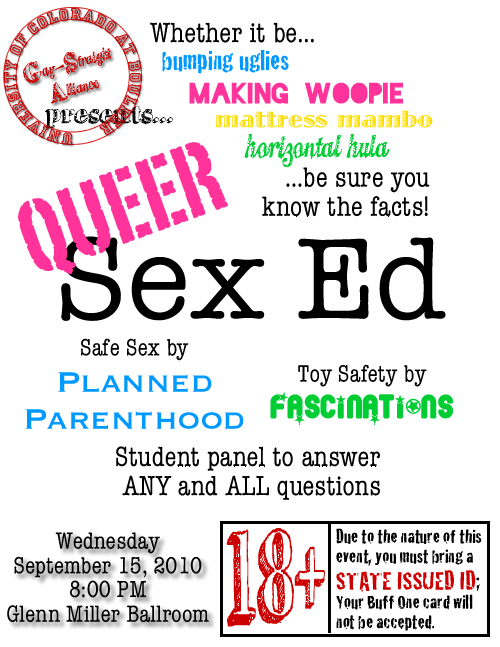 UNIVERSITY OF COLORADO AT BOULDER
Gay-Straight
Alliance
presents...
Whether it be...
bumping uglies
MAKING WOOPIE
mattress mambo
horizontal hula
...be sure you
know the facts!
QUEER
Sex Ed
Safe Sex by
PLANNED
PARENTHOOD
Toy Safety by
FASCINATIONS
Student panel to answer
ANY and ALL questions
Wednesday
September 15, 2010
8:00 PM
Glenn Miller Ballroom
18+
Due to the nature of this
event, you must bring a
STATE ISSUED ID;
Your Buff One card will
not be accepted.